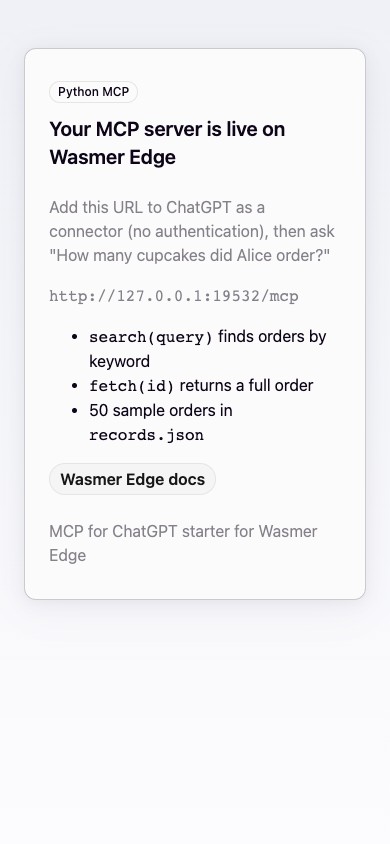 Python MCP
Your MCP server is live on
Wasmer Edge
Add this URL to ChatGPT as a
connector (no authentication), then ask
"How many cupcakes did Alice order?"
http://127.0.0.1:19532/mcp
• search(query) finds orders by
keyword
• fetch(id) returns a full order
• 50 sample orders in
records.json
Wasmer Edge docs
MCP for ChatGPT starter for Wasmer
Edge